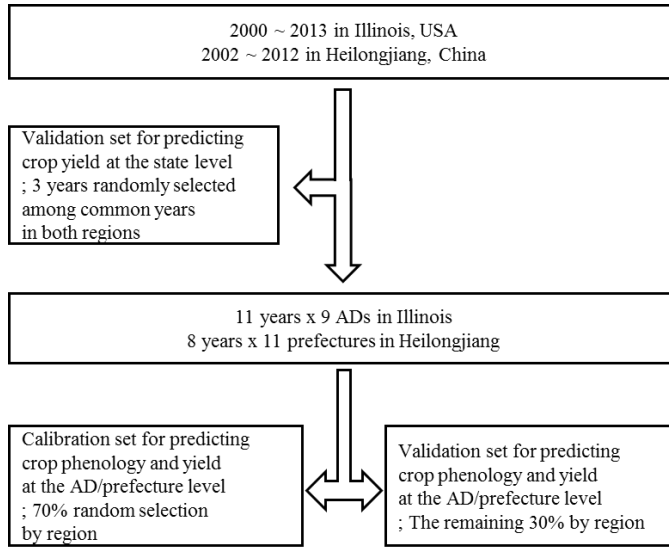 2000 ~ 2013 in Illinois, USA
2002 ~ 2012 in Heilongjiang, China
Validation set for predicting
crop yield at the state level
; 3 years randomly selected
among common years
in both regions
11 years x 9 ADs in Illinois
8 years x 11 prefectures in Heilongjiang
Calibration set for predicting
crop phenology and yield
at the AD/prefecture level
; 70% random selection
by region
Validation set for predicting
crop phenology and yield
at the AD/prefecture level
; The remaining 30% by region